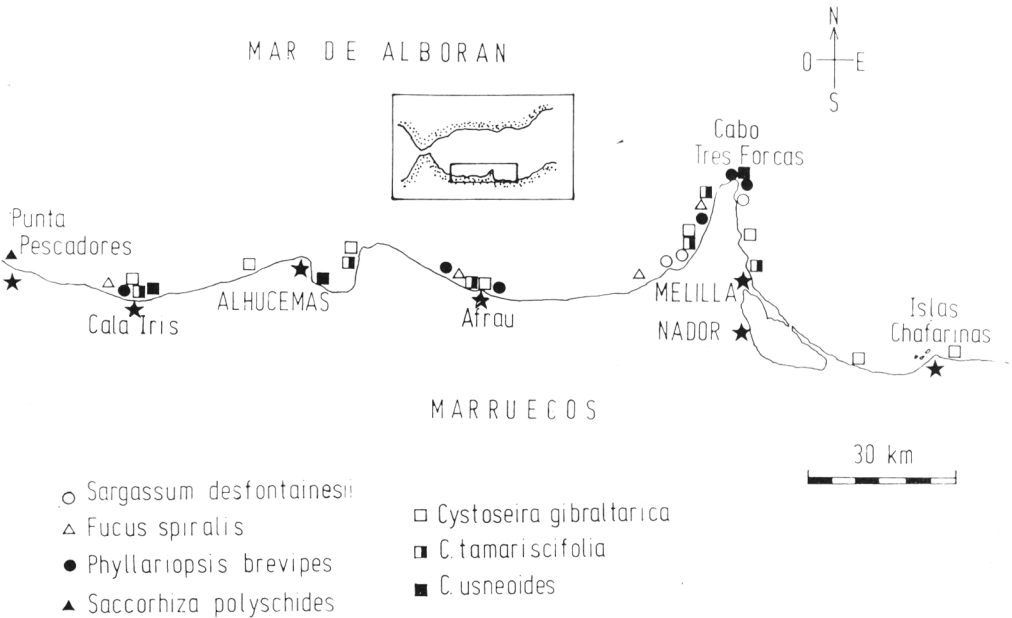 N
MAR DE ALBORAN
O E
S
Cabo
Tres Forcas
Punta
Pescadores
ALHUCEMAS
MELILLA
Cala Iris
Afrau
NADOR
Islas
Chafarinas
MARRUECOS
30 km
Sargassum desfontainesii
Fucus spiralis
Phyllariopsis brevipes
Saccorhiza polyschides
Cystoseira gibraltarica
C. tamariscifolia
C. usneoides